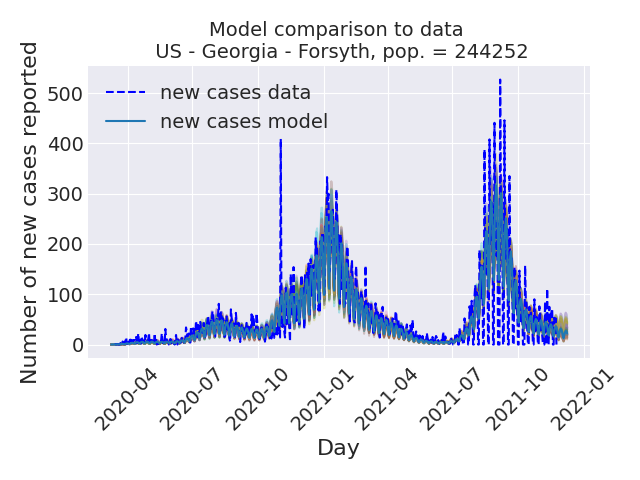 Model comparison to data
US - Georgia - Forsyth, pop. = 244252
Number of new cases reported
500
400
300
200
100
0
new cases data
new cases model
2020-04
2020-07
2020-10
2021-01
2021-04
2021-07
2021-10
2022-01
Day